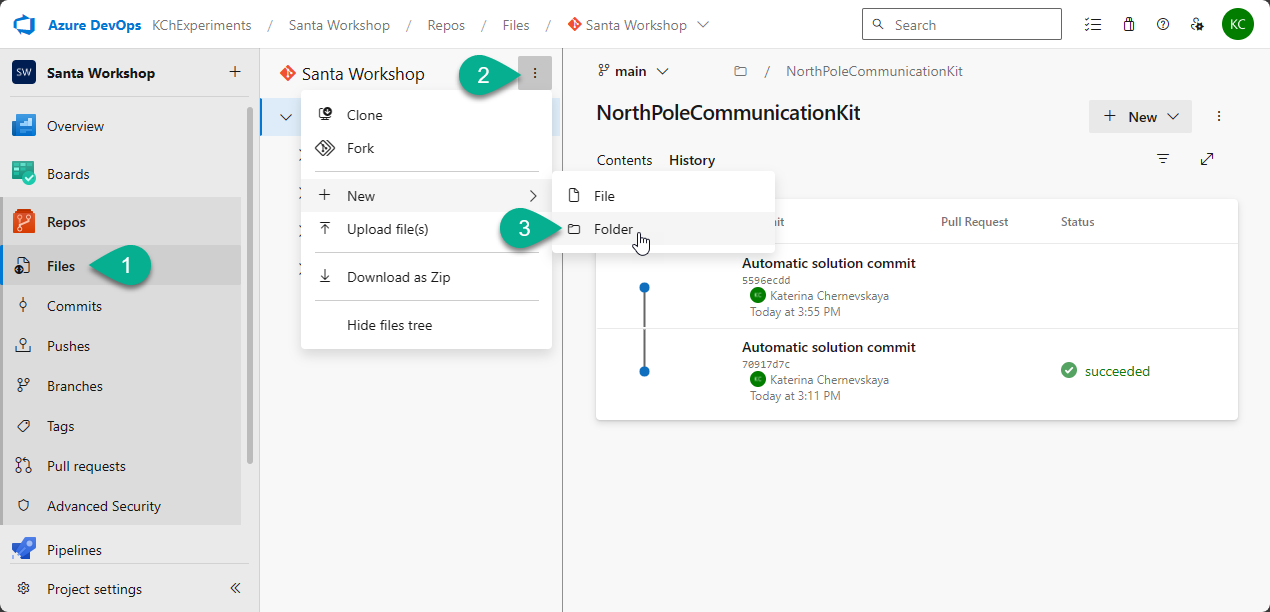 Azure DevOps KChExperiments / Santa Workshop / Repos / Files / Santa Workshop
Search
KC
SW Santa Workshop
Overview
Boards
Repos
Files
1
Commits
Pushes
Branches
Tags
Pull requests
Advanced Security
Pipelines
Project settings
Santa Workshop
2
Clone
Fork
New
Upload file(s)
Download as Zip
Hide files tree
File
3
Folder
main
/ NorthPoleCommunicationKit
NorthPoleCommunicationKit
New
Contents History
Pull Request Status
Automatic solution commit
5596ecdd
KC Katerina Chernevskaya
Today at 3:55 PM
Automatic solution commit
70917d7c
KC Katerina Chernevskaya
Today at 3:11 PM
succeeded